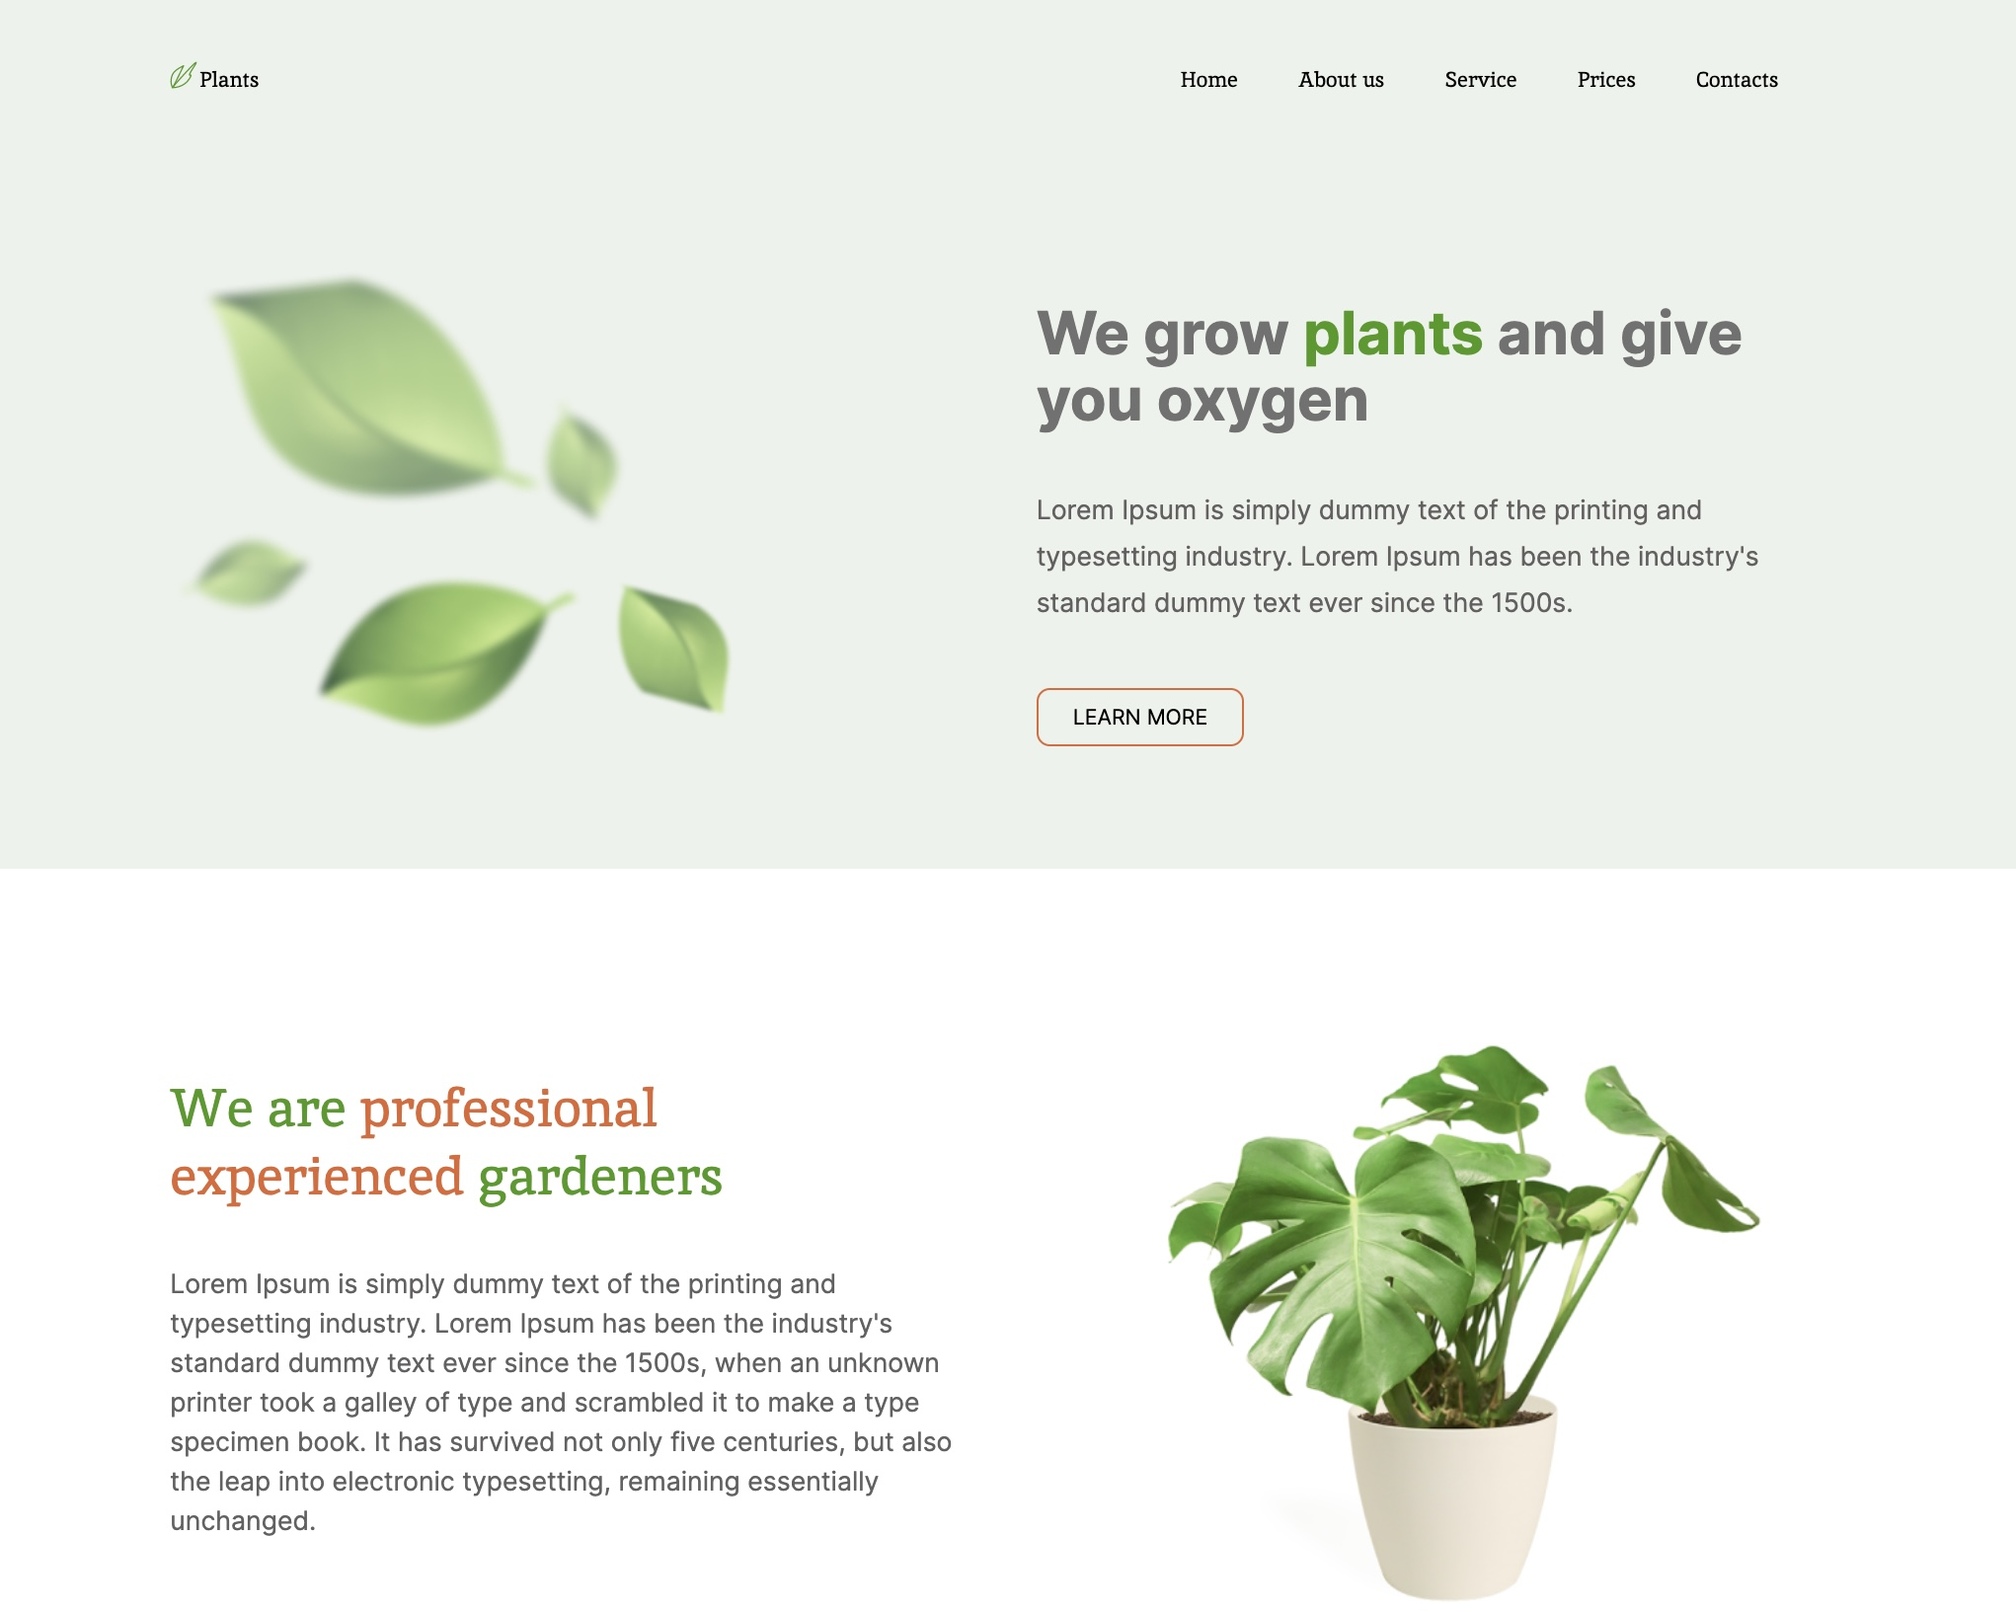 Plants
Home About us Service Prices Contacts
We grow plants and give
you oxygen
Lorem Ipsum is simply dummy text of the printing and
typesetting industry. Lorem Ipsum has been the industry's
standard dummy text ever since the 1500s.
LEARN MORE
We are professional
experienced gardeners
Lorem Ipsum is simply dummy text of the printing and
typesetting industry. Lorem Ipsum has been the industry's
standard dummy text ever since the 1500s, when an unknown
printer took a galley of type and scrambled it to make a type
specimen book. It has survived not only five centuries, but also
the leap into electronic typesetting, remaining essentially
unchanged.